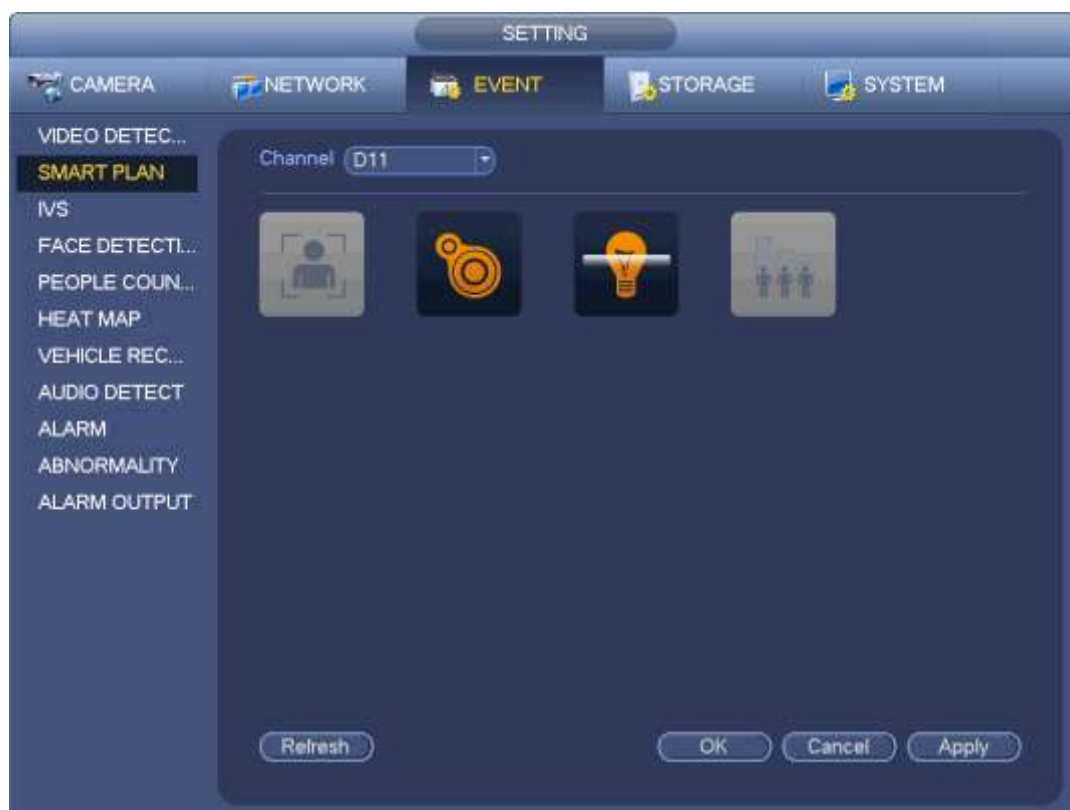 SETTING
CAMERA NETWORK EVENT STORAGE SYSTEM
VIDEO DETEC...
SMART PLAN
IVS
FACE DETECTI...
PEOPLE COUN...
HEAT MAP
VEHICLE REC...
AUDIO DETECT
ALARM
ABNORMALITY
ALARM OUTPUT
Channel D11
Refresh OK Cancel Apply